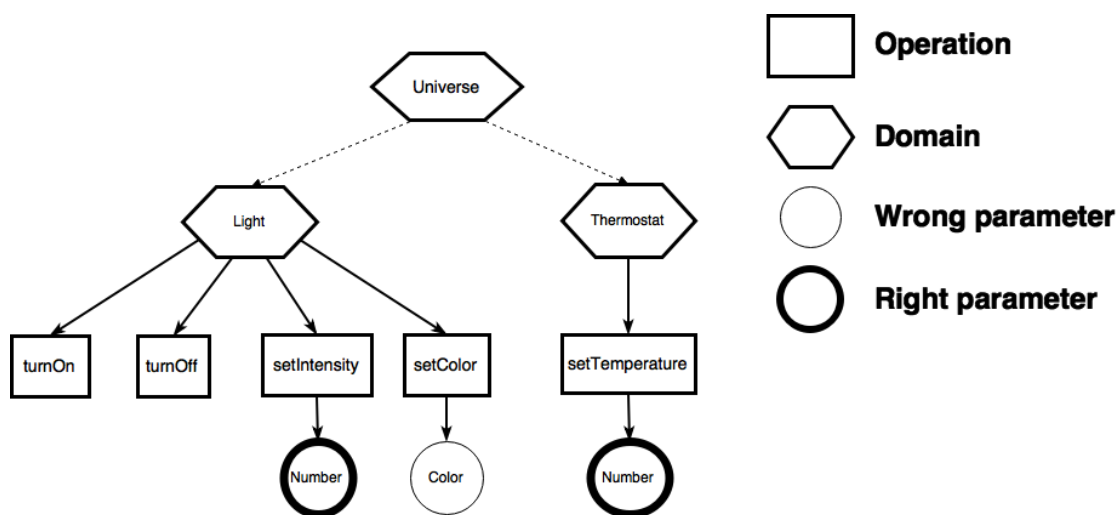 Universe
Light
Thermostat
turnOn
turnOff
setIntensity
setColor
setTemperature
Number
Color
Number
Operation
Domain
Wrong parameter
Right parameter